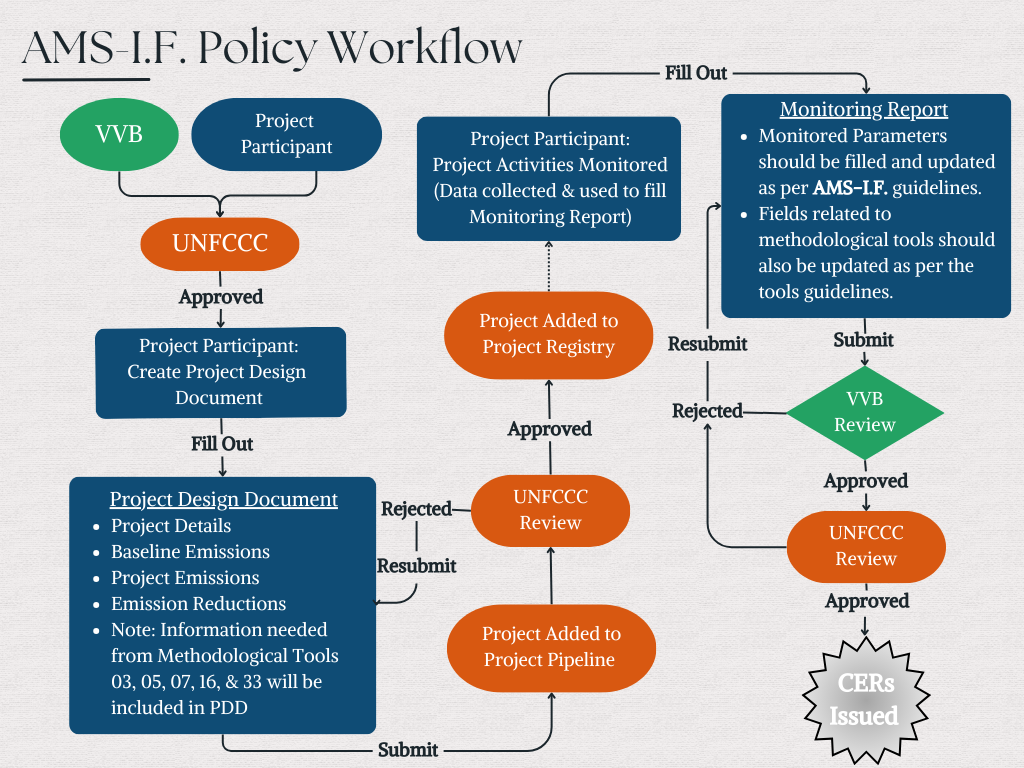 AMS-I.F. Policy Workflow
VVB
Project
Participant
UNFCCC
Approved
Project Participant:
Create Project Design
Document
Fill Out
Project Design Document
• Project Details
• Baseline Emissions
• Project Emissions
• Emission Reductions
• Note: Information needed
from Methodological Tools
03, 05, 07, 16, & 33 will be
included in PDD
Submit
Project Added to
Project Pipeline
UNFCCC
Review
Rejected
Resubmit
Approved
Project Added to
Project Registry
Project Participant:
Project Activities Monitored
(Data collected & used to fill
Monitoring Report)
Fill Out
Monitoring Report
• Monitored Parameters
should be filled and updated
as per AMS-I.F. guidelines.
• Fields related to
methodological tools should
also be updated as per the
tools guidelines.
Submit
VVB
Review
Rejected
Resubmit
Approved
UNFCCC
Review
Approved
CERs
Issued